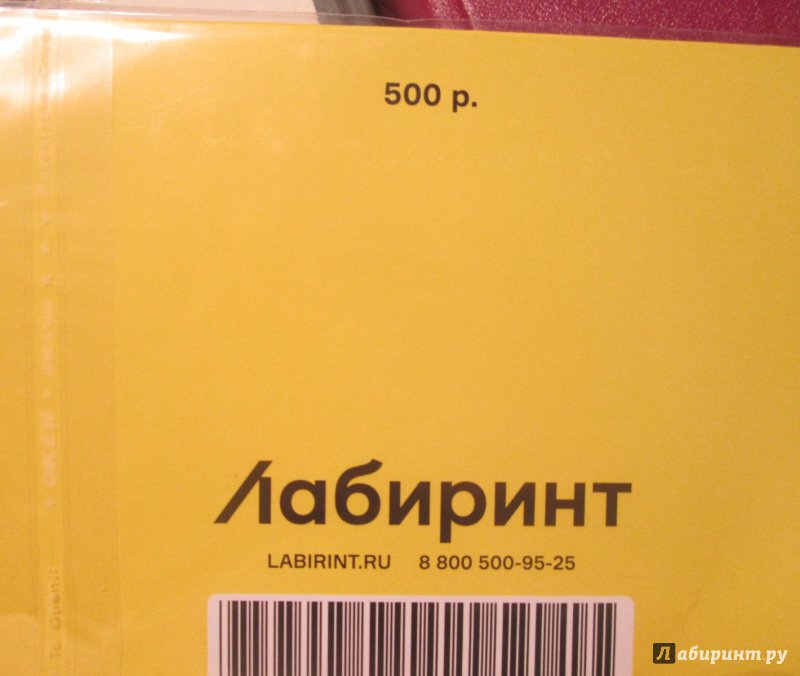 500 р.
Лабиринт
LABIRINT.RU 8 800 500-95-25
Лабиринт.ру